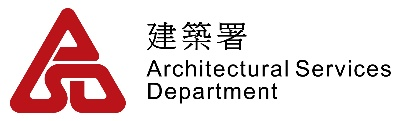 建築署
Architectural Services
Department